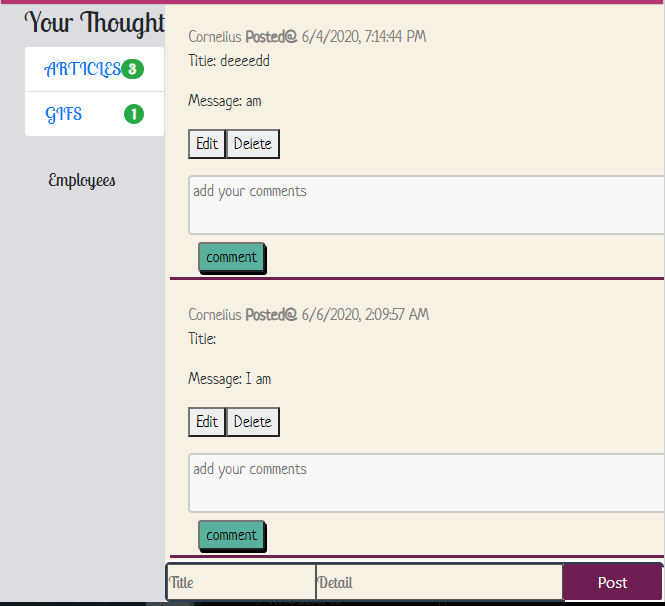 Your Thought
ARTICLES 3
GIFS 1
Employees
Cornelius Posted@ 6/4/2020, 7:14:44 PM
Title: deeeedd
Message: am
Edit Delete
add your comments
comment
Cornelius Posted@ 6/6/2020, 2:09:57 AM
Title:
Message: I am
Edit Delete
add your comments
comment
Title Detail Post